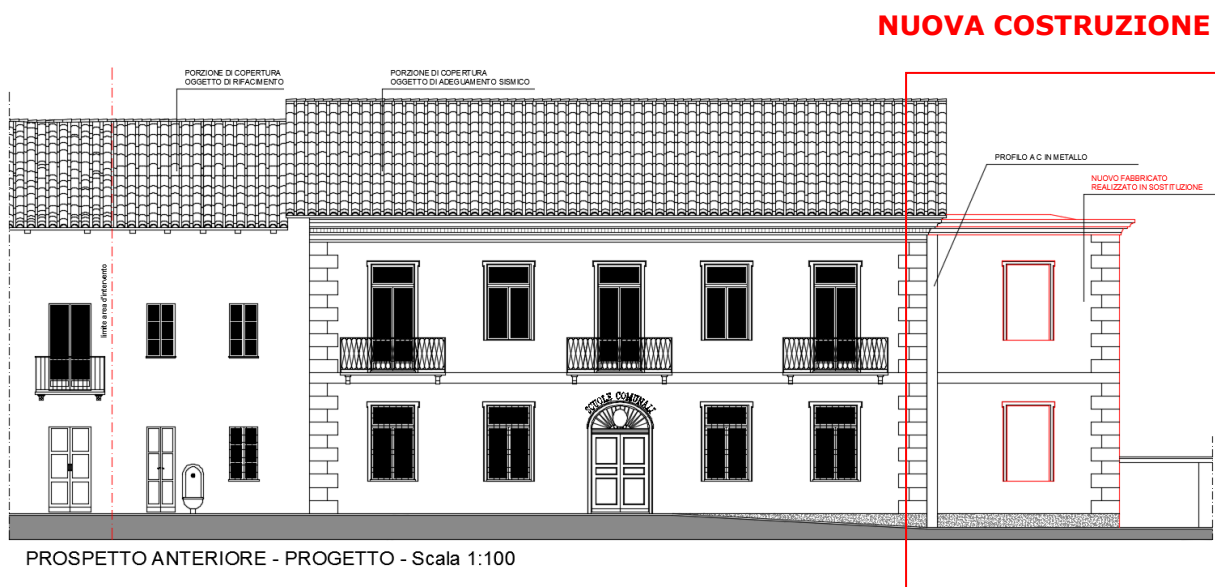 NUOVA COSTRUZIONE
PORZIONE DI COPERTURA
OGGETTO DI RIFACIMENTO
PORZIONE DI COPERTURA
OGGETTO DI ADEGUAMENTO SISMICO
PROFILO A C IN METALLO
NUOVO FABBRICATO
REALIZZATO IN SOSTITUZIONE
limite area d'intervento
SCUOLE COMUNALI
PROSPETTO ANTERIORE - PROGETTO - Scala 1:100